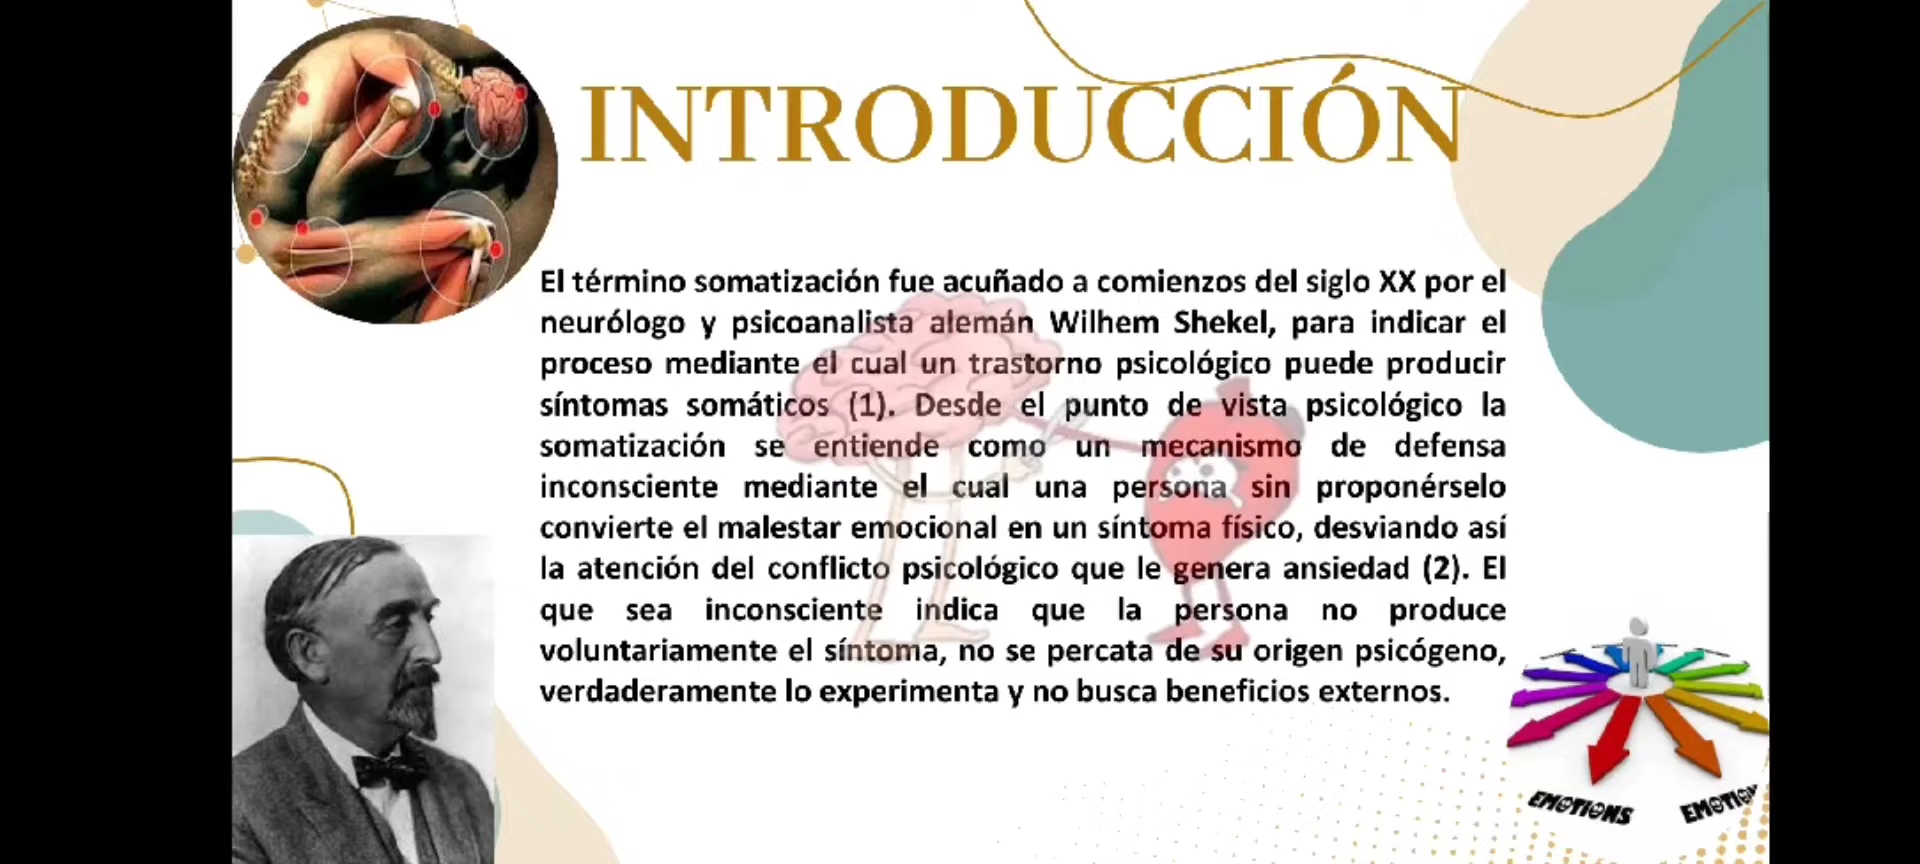 INTRODUCCIÓN
El término somatización fue acuñado a comienzos del siglo XX por el
neurólogo y psicoanalista alemán Wilhem Shekel, para indicar el
proceso mediante el cual un trastorno psicológico puede producir
síntomas somáticos (1). Desde el punto de vista psicológico la
somatización se entiende como un mecanismo de defensa
inconsciente mediante el cual una persona sin proponérselo
convierte el malestar emocional en un síntoma físico, desviando así
la atención del conflicto psicológico que le genera ansiedad (2). El
que sea inconsciente indica que la persona no produce
voluntariamente el síntoma, no se percata de su origen psicógeno,
verdaderamente lo experimenta y no busca beneficios externos.
EMOTIONS
EMOTION